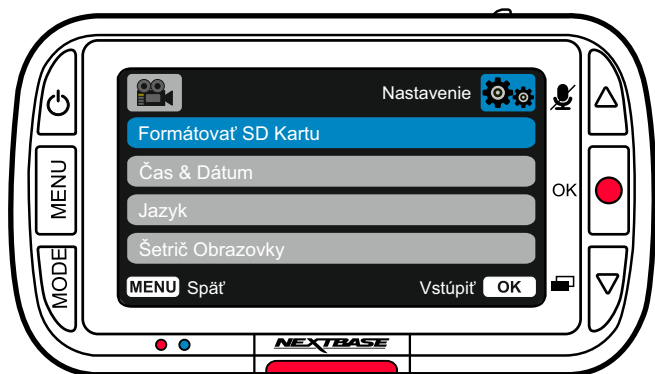 Nastavenie
Formátovať SD Kartu
Čas & Dátum
Jazyk
Šetrič Obrazovky
MENU Späť
Vstúpiť OK
MENU
MODE
OK
NEXTBASE